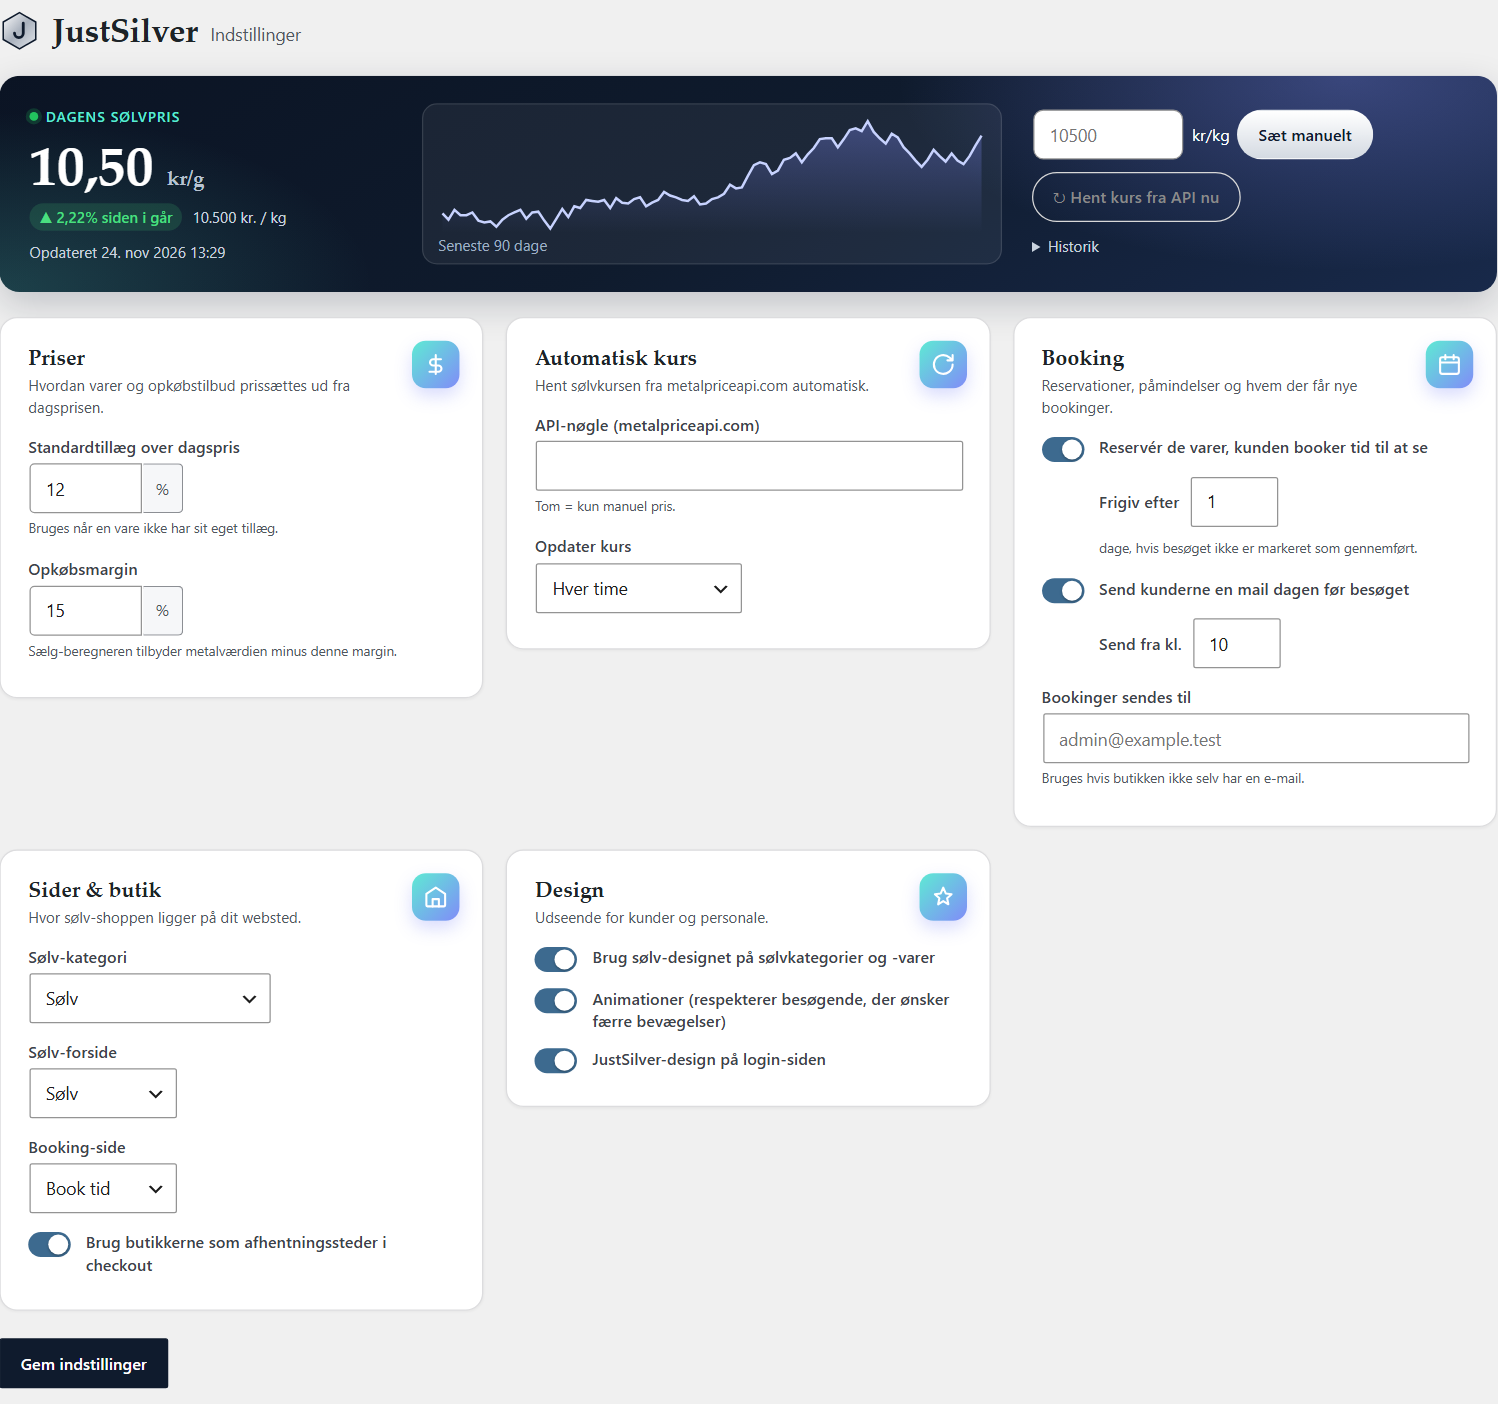 J JustSilver Indstillinger
DAGENS SØLVPRIS
10,50 kr/g
▲ 2,22% siden i går 10.500 kr. / kg
Opdateret 24. nov 2026 13:29
Seneste 90 dage
10500 kr/kg Sæt manuelt
↻ Hent kurs fra API nu
▶ Historik
Priser
Hvordan varer og opkøbstilbud prissættes ud fra
dagsprisen.
Standardtillæg over dagspris
12 %
Bruges når en vare ikke har sit eget tillæg.
Opkøbsmargin
15 %
Sælg-beregneren tilbyder metalværdien minus denne margin.
Automatisk kurs
Hent sølvkursen fra metalpriceapi.com automatisk.
API-nøgle (metalpriceapi.com)
Tom = kun manuel pris.
Opdater kurs
Hver time
Booking
Reservationer, påmindelser og hvem der får nye
bookinger.
Reservér de varer, kunden booker tid til at se
Frigiv efter 1
dage, hvis besøget ikke er markeret som gennemført.
Send kunderne en mail dagen før besøget
Send fra kl. 10
Bookinger sendes til
admin@example.test
Bruges hvis butikken ikke selv har en e-mail.
Sider & butik
Hvor sølv-shoppen ligger på dit websted.
Sølv-kategori
Sølv
Sølv-forside
Sølv
Booking-side
Book tid
Brug butikkerne som afhentningssteder i
checkout
Design
Udseende for kunder og personale.
Brug sølv-designet på sølvkategorier og -varer
Animationer (respekterer besøgende, der ønsker
færre bevægelser)
JustSilver-design på login-siden
Gem indstillinger